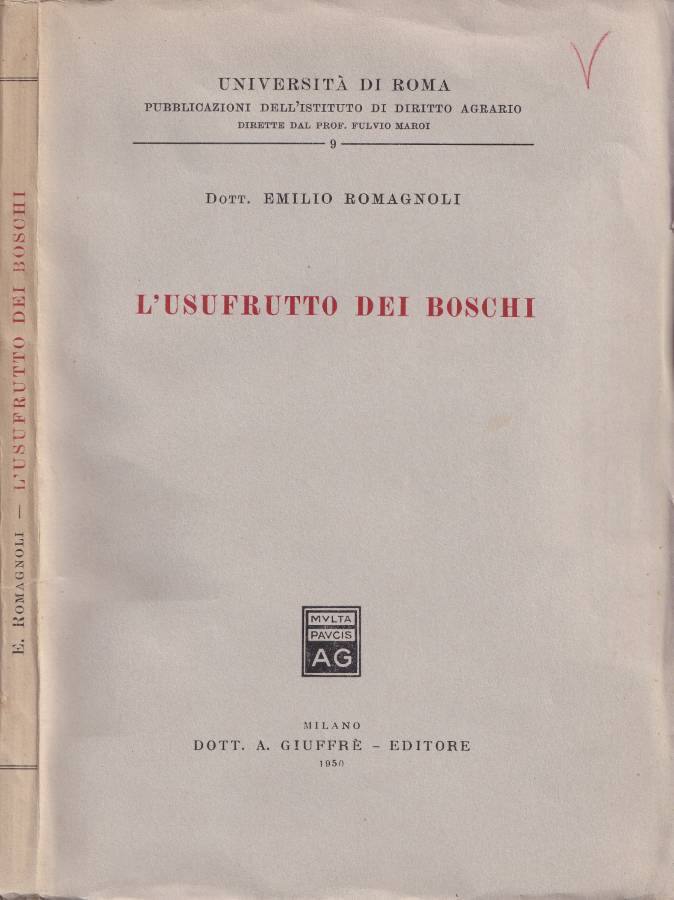 UNIVERSITÀ DI ROMA
PUBBLICAZIONI DELL'ISTITUTO DI DIRITTO AGRARIO
DIRETTE DAL PROF. FULVIO MAROI
9
DOTT. EMILIO ROMAGNOLI
L'USUFRUTTO DEI BOSCHI
MVLTA
PAVCIS
AG
MILANO
DOTT. A. GIUFFRÈ - EDITORE
1950
E. ROMAGNOLI — L'USUFRUTTO DEI BOSCHI